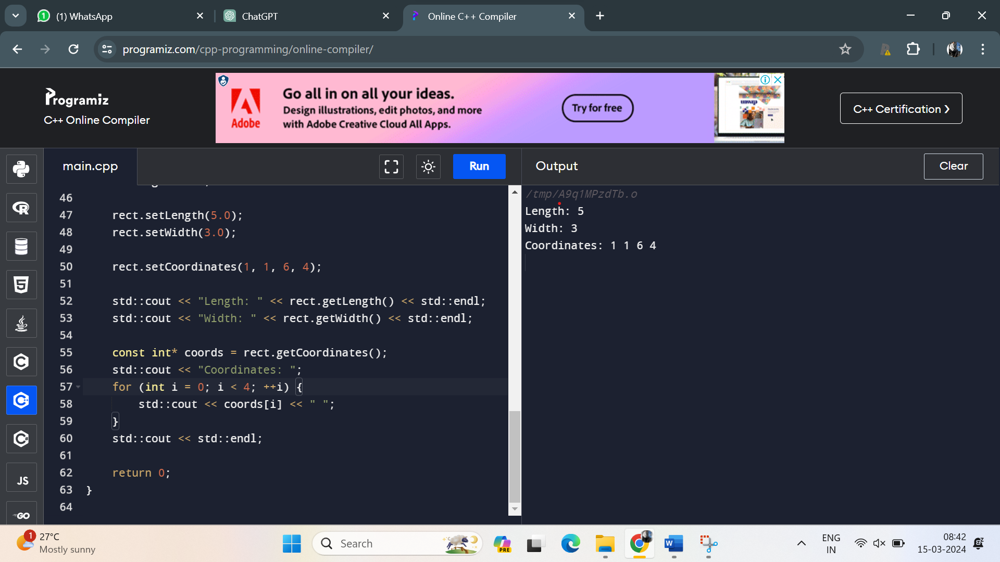 (1) WhatsApp
ChatGPT
Online C++ Compiler
programiz.com/cpp-programming/online-compiler/
Programiz
C++ Online Compiler
Adobe
Go all in on all your ideas.
Design illustrations, edit photos, and more
with Adobe Creative Cloud All Apps.
Try for free
C++ Certification ❯
main.cpp
Run
Output
Clear
46
47 rect.setLength(5.0);
48 rect.setWidth(3.0);
49
50 rect.setCoordinates(1, 1, 6, 4);
51
52 std::cout << "Length: " << rect.getLength() << std::endl;
53 std::cout << "Width: " << rect.getWidth() << std::endl;
54
55 const int* coords = rect.getCoordinates();
56 std::cout << "Coordinates: ";
57 for (int i = 0; i < 4; ++i) {
58 std::cout << coords[i] << " ";
59 }
60 std::cout << std::endl;
61
62 return 0;
63 }
64
/tmp/A9q1MPzdTb.o
Length: 5
Width: 3
Coordinates: 1 1 6 4
JS
GO
1
27°C
Mostly sunny
Search
PRE
W
ENG
IN
08:42
15-03-2024